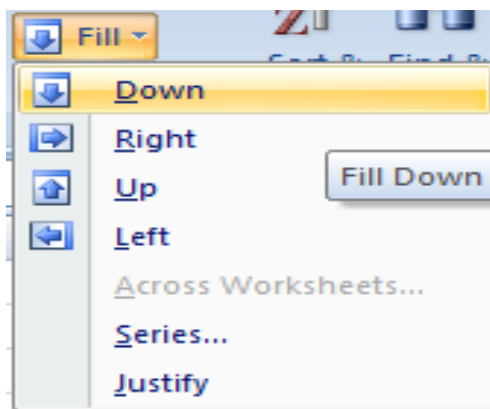 Fill
Down
Right
Fill Down
Up
Left
Across Worksheets...
Series...
Justify